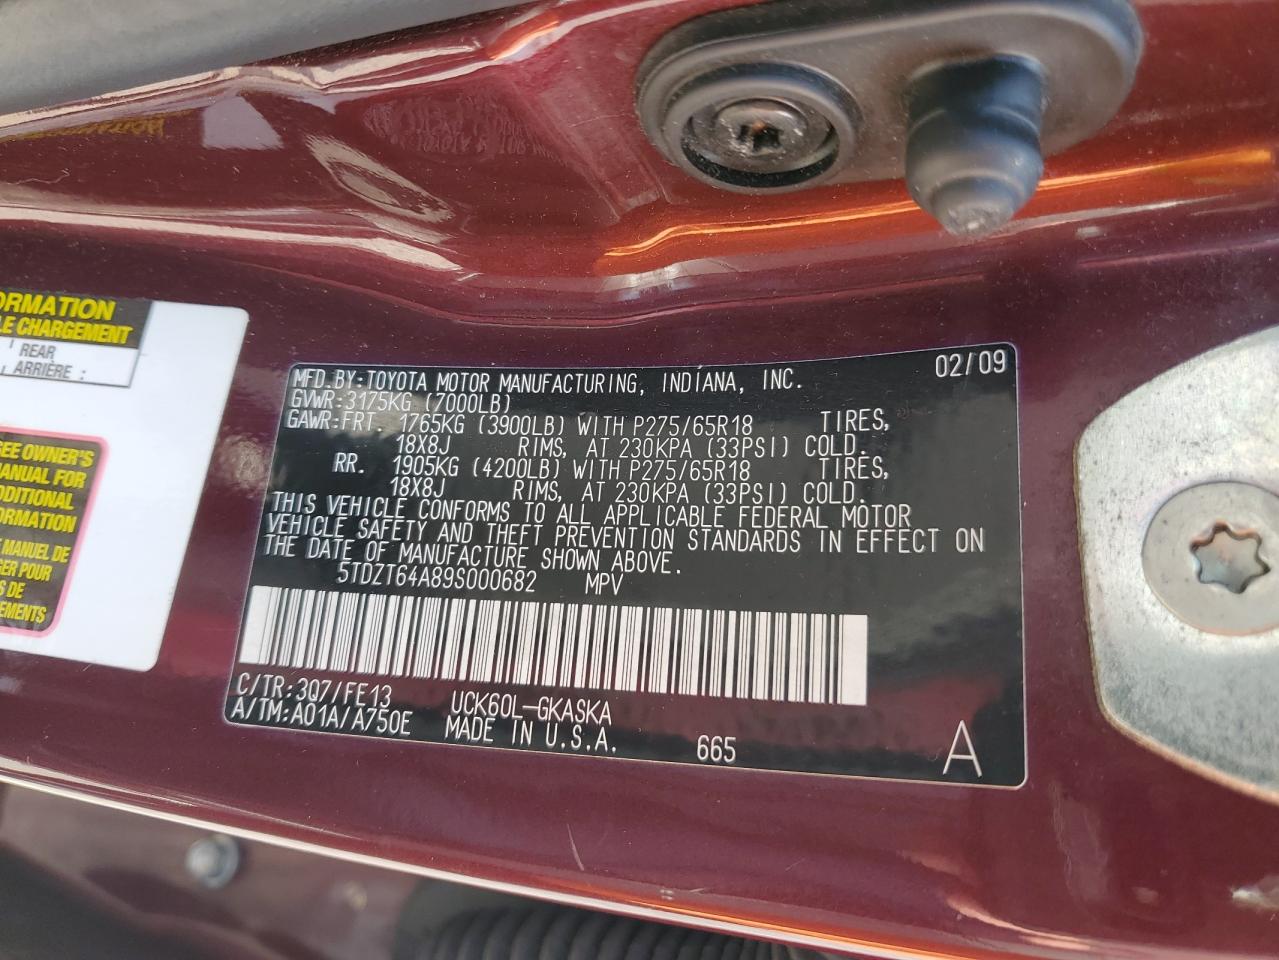 ORMATION
LE CHARGEMENT
REAR
ARRIÈRE :
EE OWNER'S
MANUAL FOR
DDITIONAL
ORMATION
MANUEL DE
GER POUR
DE
EMENTS
MFD.BY:TOYOTA MOTOR MANUFACTURING, INDIANA, INC. 02/09
GVWR:3175KG (7000LB)
GAWR:FRT. 1765KG (3900LB) WITH P275/65R18 TIRES,
18X8J RIMS, AT 230KPA (33PSI) COLD.
RR. 1905KG (4200LB) WITH P275/65R18 TIRES,
18X8J RIMS, AT 230KPA (33PSI) COLD.
THIS VEHICLE CONFORMS TO ALL APPLICABLE FEDERAL MOTOR
VEHICLE SAFETY AND THEFT PREVENTION STANDARDS IN EFFECT ON
THE DATE OF MANUFACTURE SHOWN ABOVE.
5TDZT64A89S000682 MPV
C/TR:3Q7/FE13 UCK60L-GKASKA
A/TM:A01A/A750E MADE IN U.S.A. 665 A